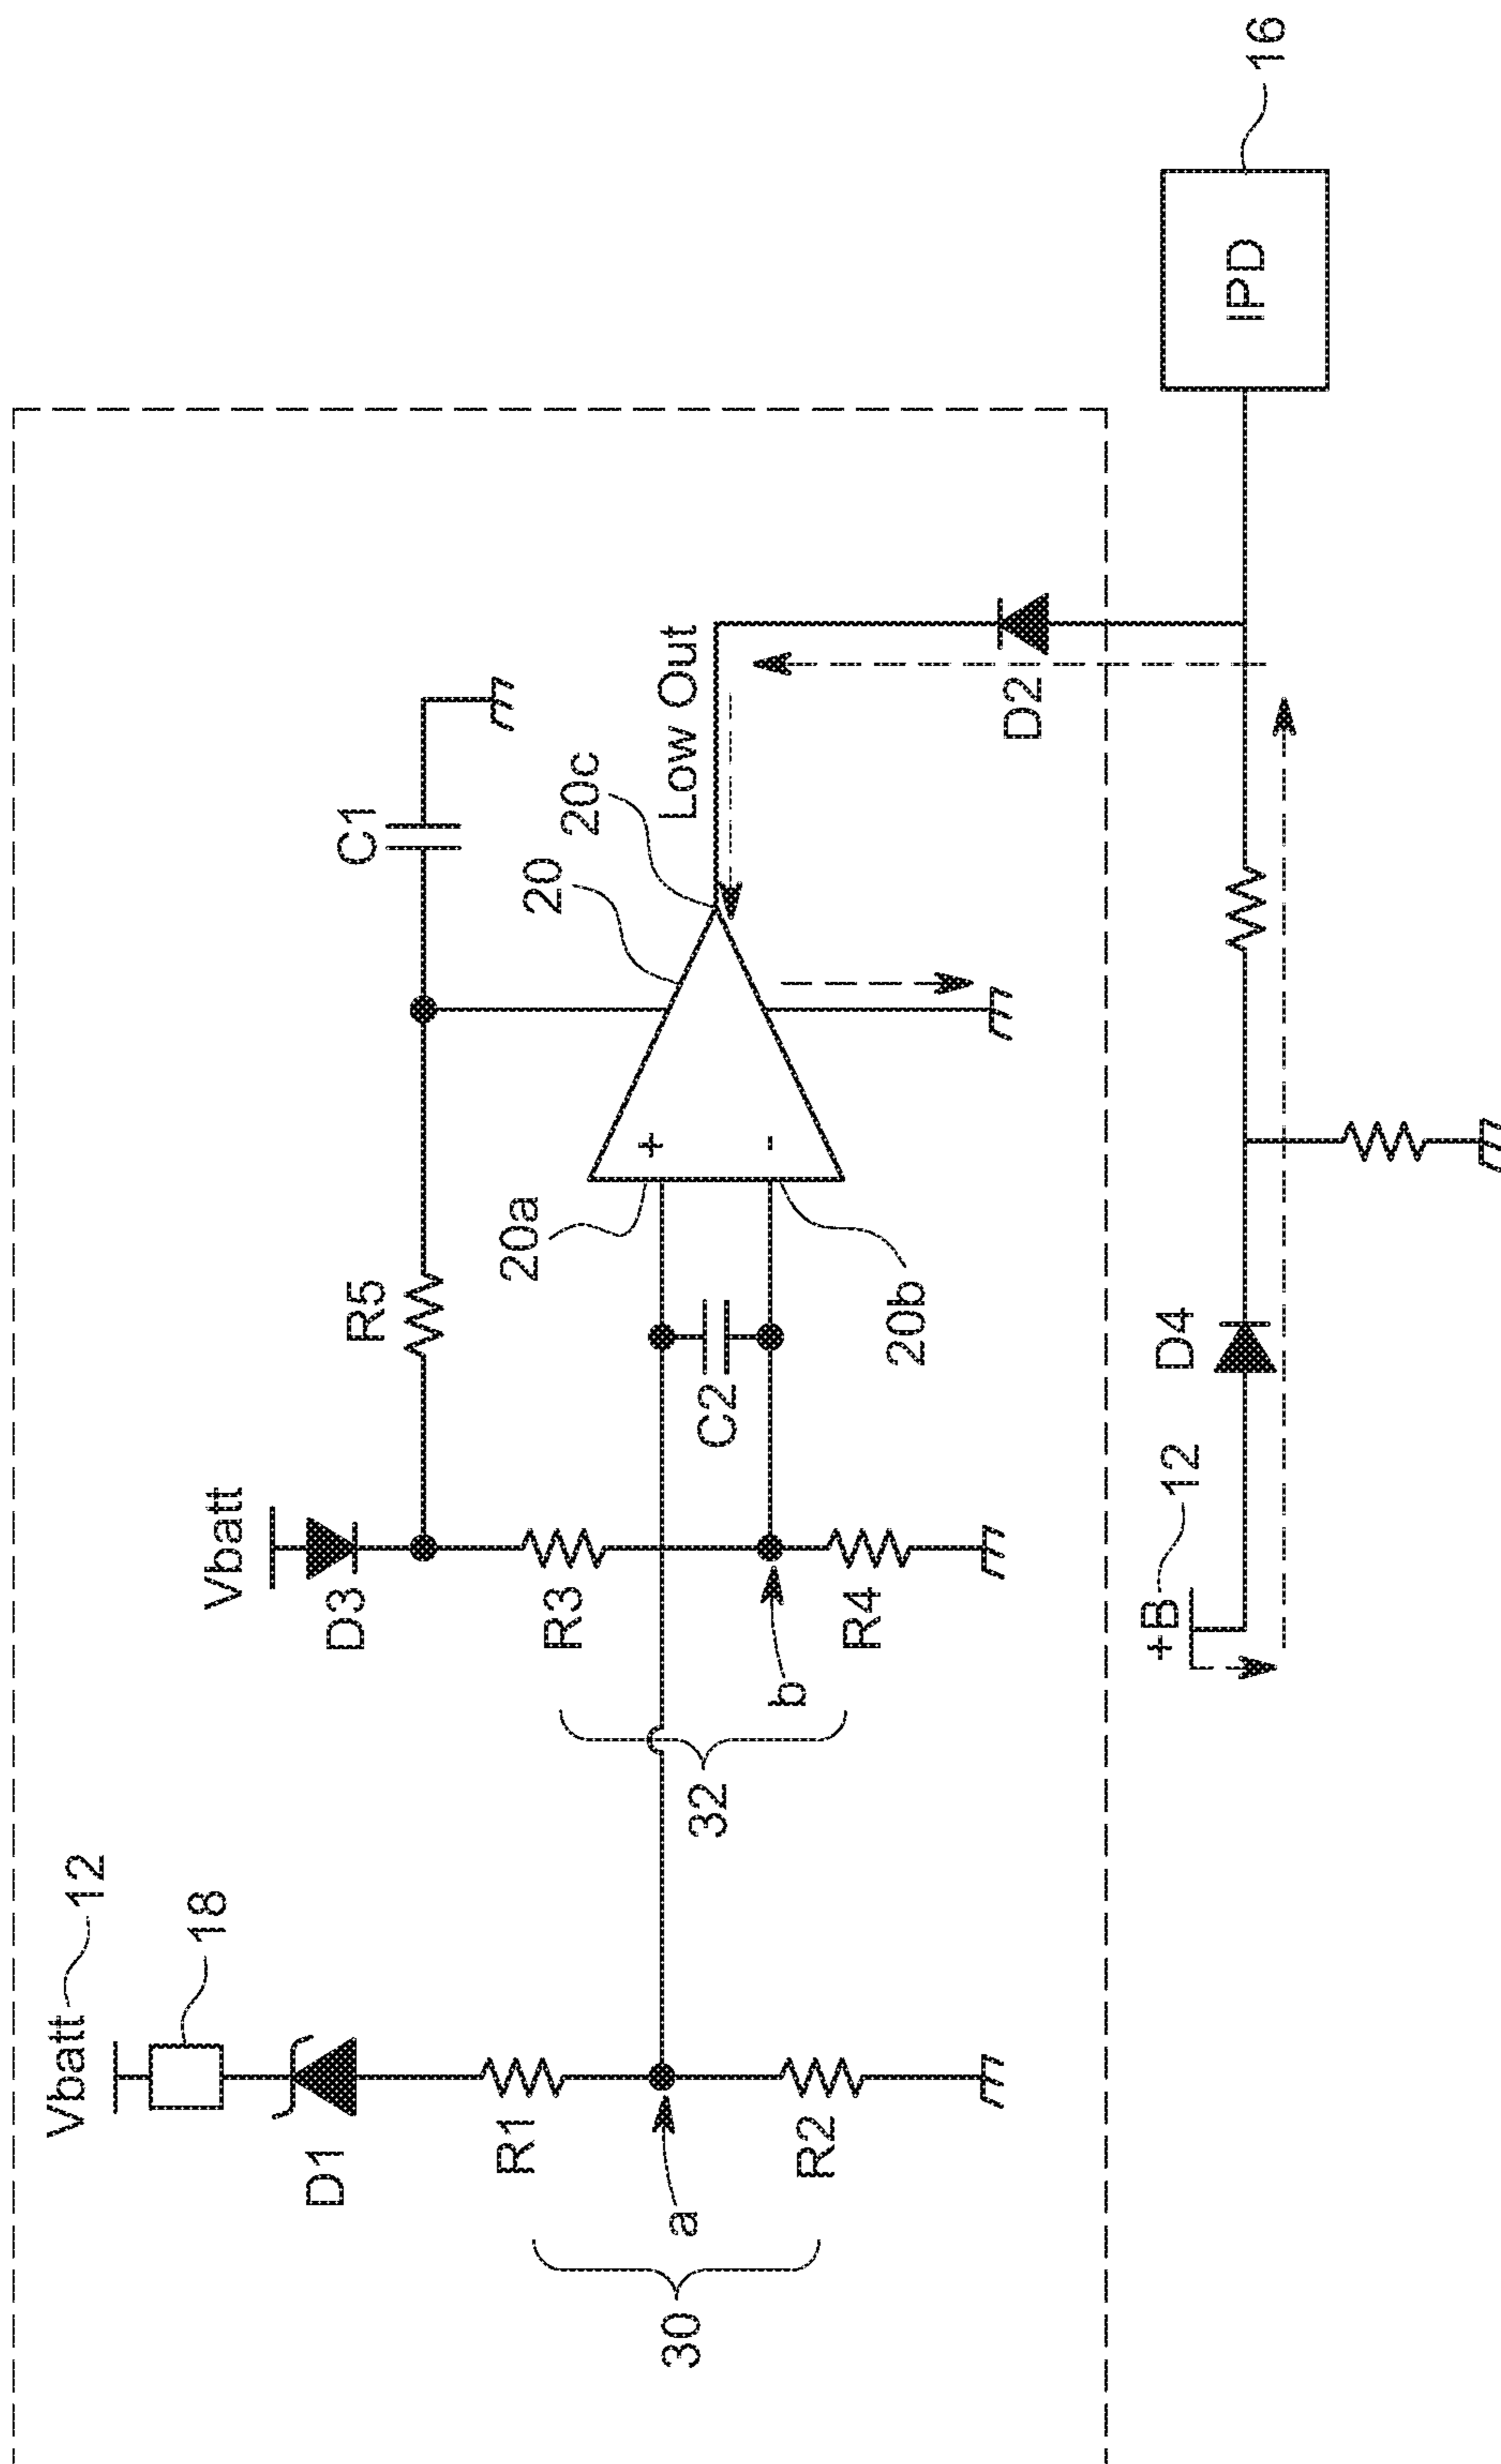 Vbatt 12
18
D1
R1
a
R2
30
Vbatt
D3
R3
b
R4
32
R5
C1
C2
20a
20b
20
20c
+
-
Low Out
D2
+B 12
D4
IPD
16